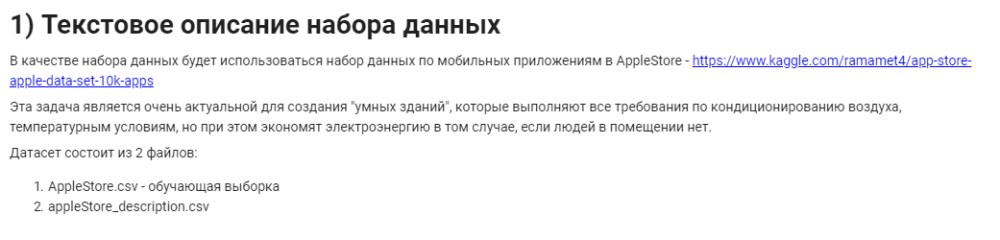 1) Текстовое описание набора данных
В качестве набора данных будет использоваться набор данных по мобильных приложениям в AppleStore - https://www.kaggle.com/ramamet4/app-store-
apple-data-set-10k-apps
Эта задача является очень актуальной для создания "умных зданий", которые выполняют все требования по кондиционированию воздуха,
температурным условиям, но при этом экономят электроэнергию в том случае, если людей в помещении нет.
Датасет состоит из 2 файлов:
1. AppleStore.csv - обучающая выборка
2. appleStore_description.csv